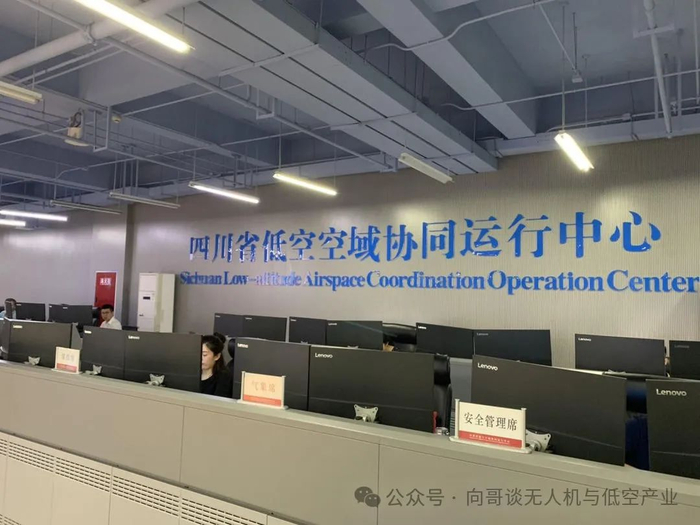 四川省低空空域协同运行中心
Sichuan Low-altitude Airspace Coordination Operation Center
Lenovo
Lenovo
Lenovo
Lenovo
气象席
安全管理席
公众号 · 向哥谈无人机与低空产业